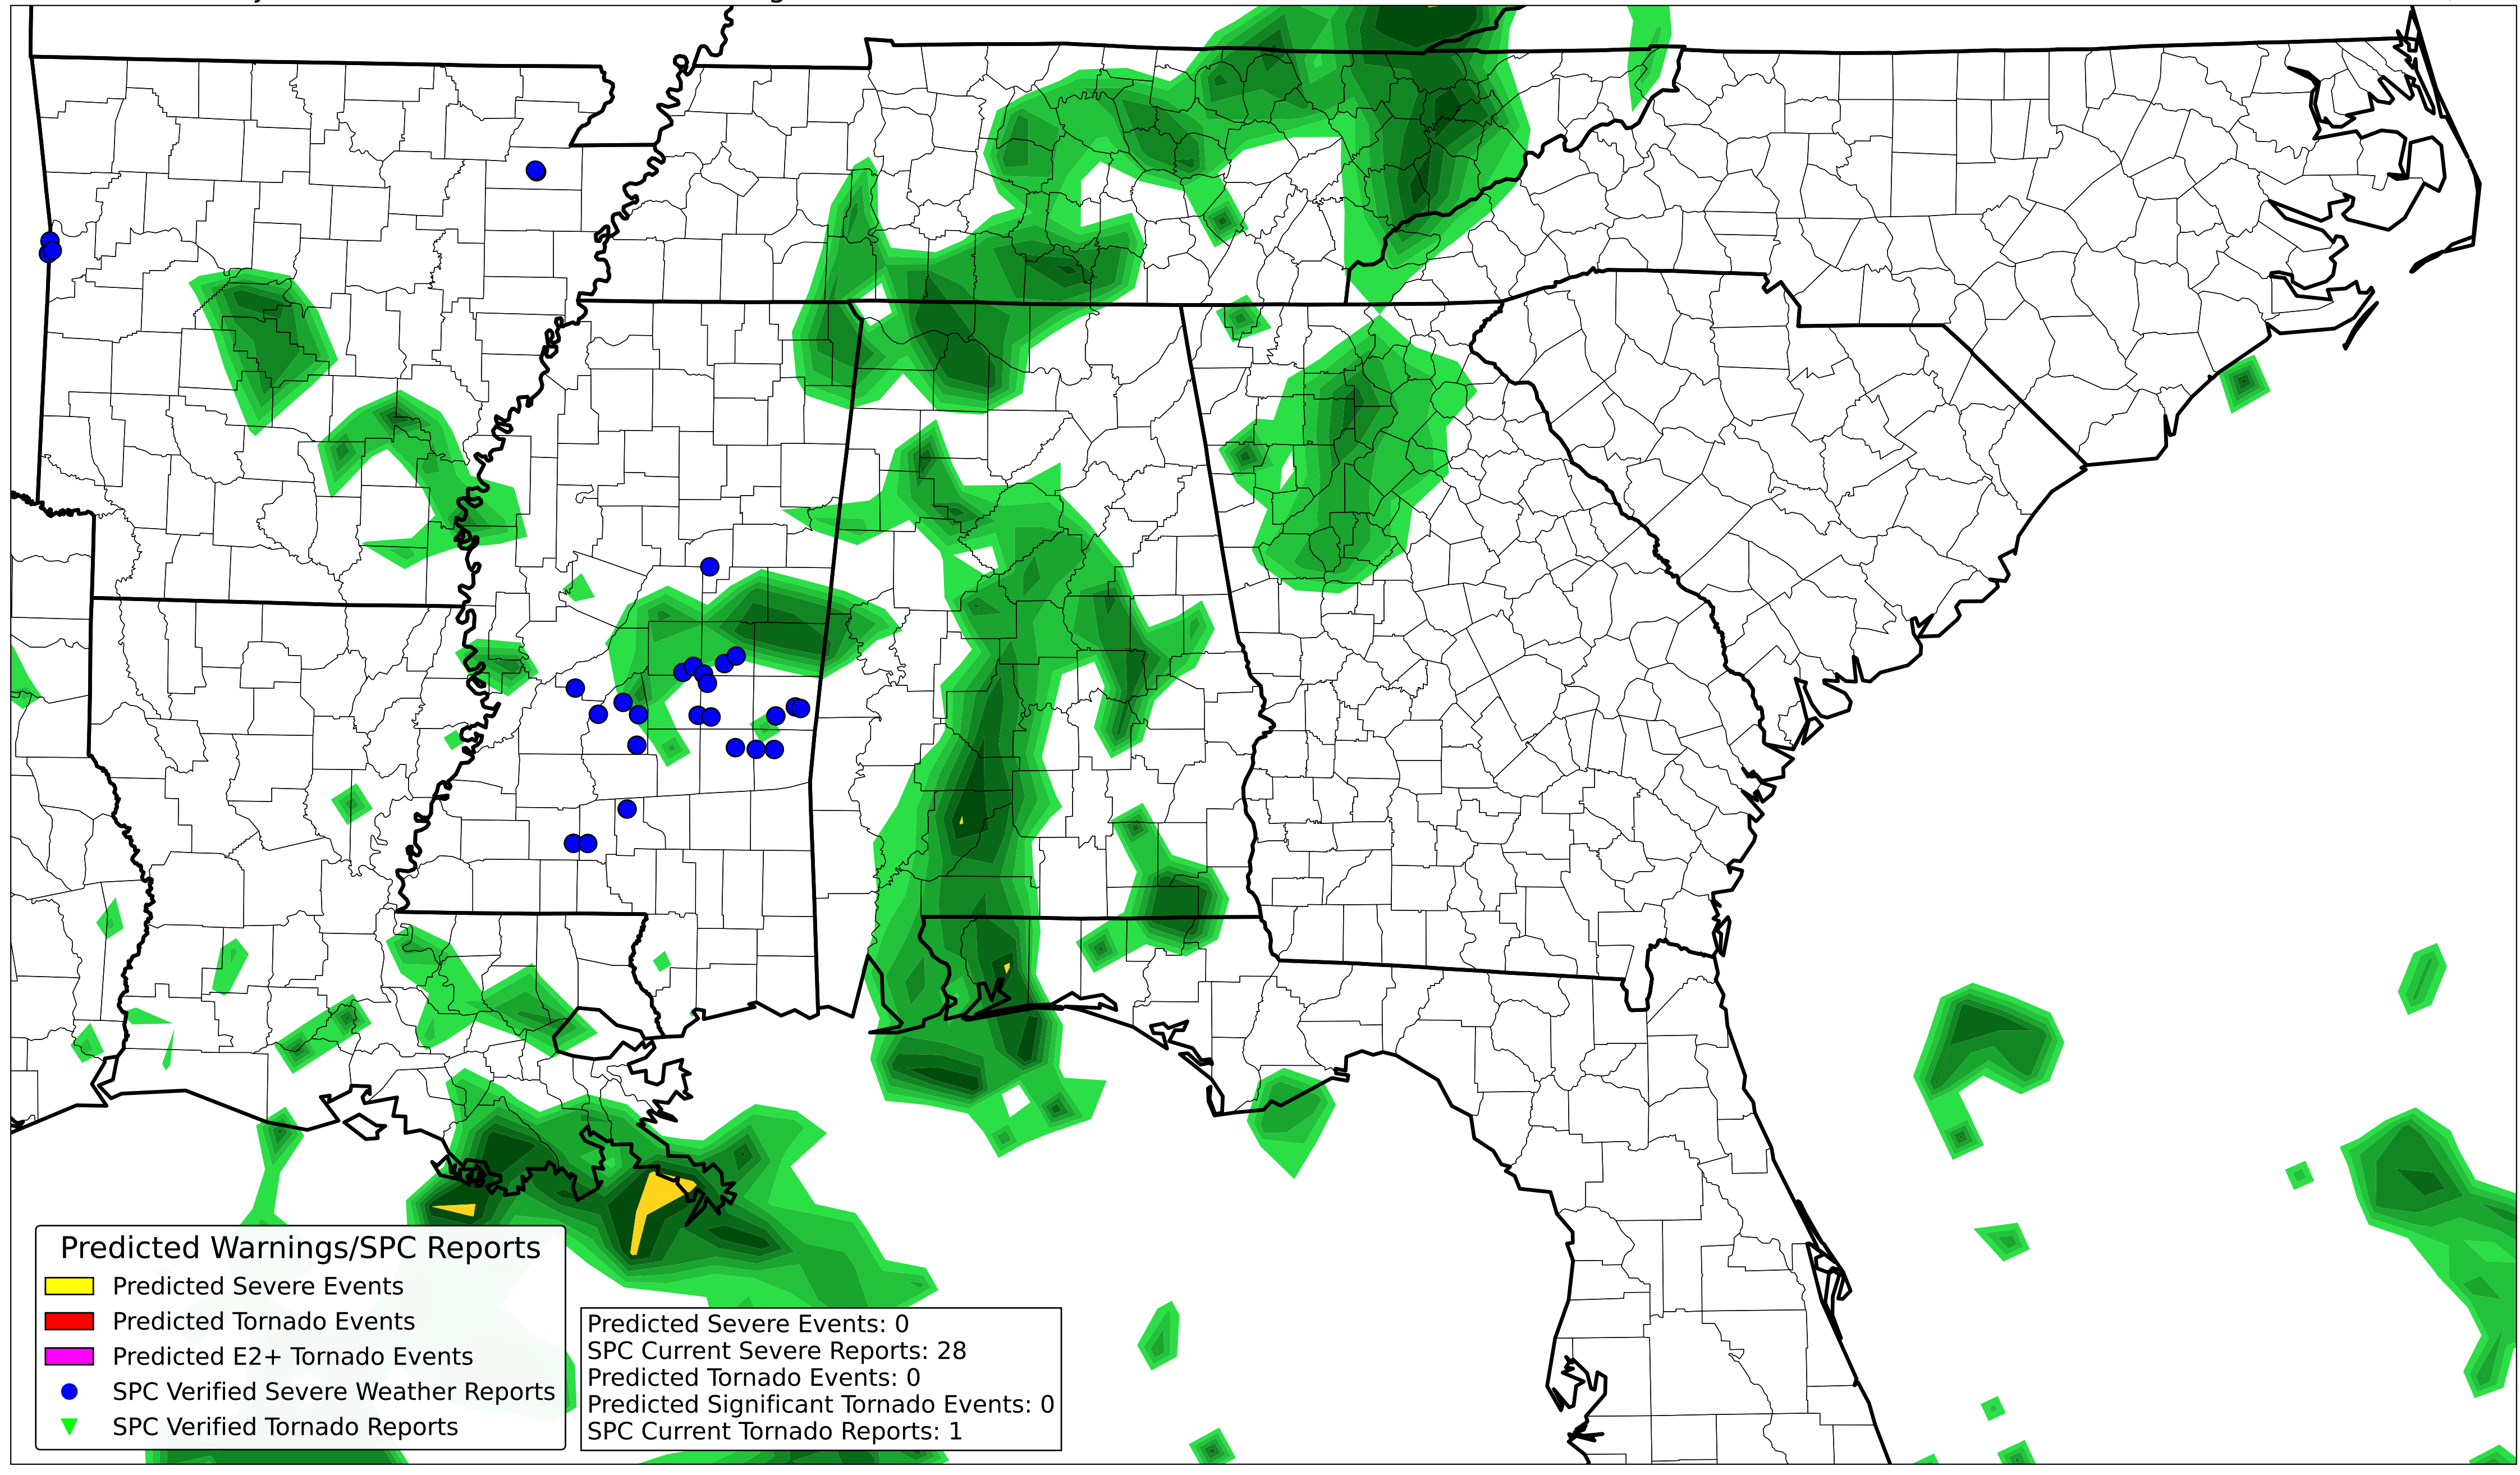 Predicted Warnings/SPC Reports
Predicted Severe Events
Predicted Tornado Events
Predicted E2+ Tornado Events
SPC Verified Severe Weather Reports
SPC Verified Tornado Reports
Predicted Severe Events: 0
SPC Current Severe Reports: 28
Predicted Tornado Events: 0
Predicted Significant Tornado Events: 0
SPC Current Tornado Reports: 1